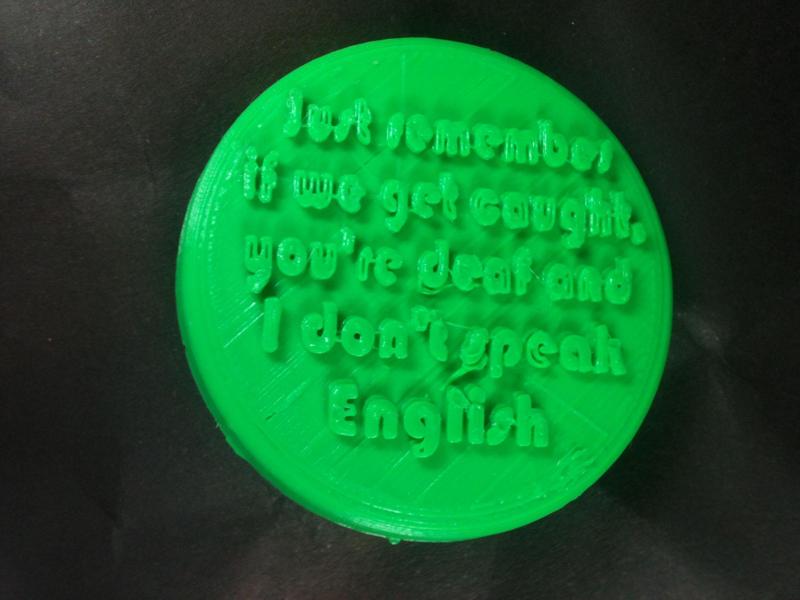 Just remember
if we get caught,
you're deaf and
I don't speak
English